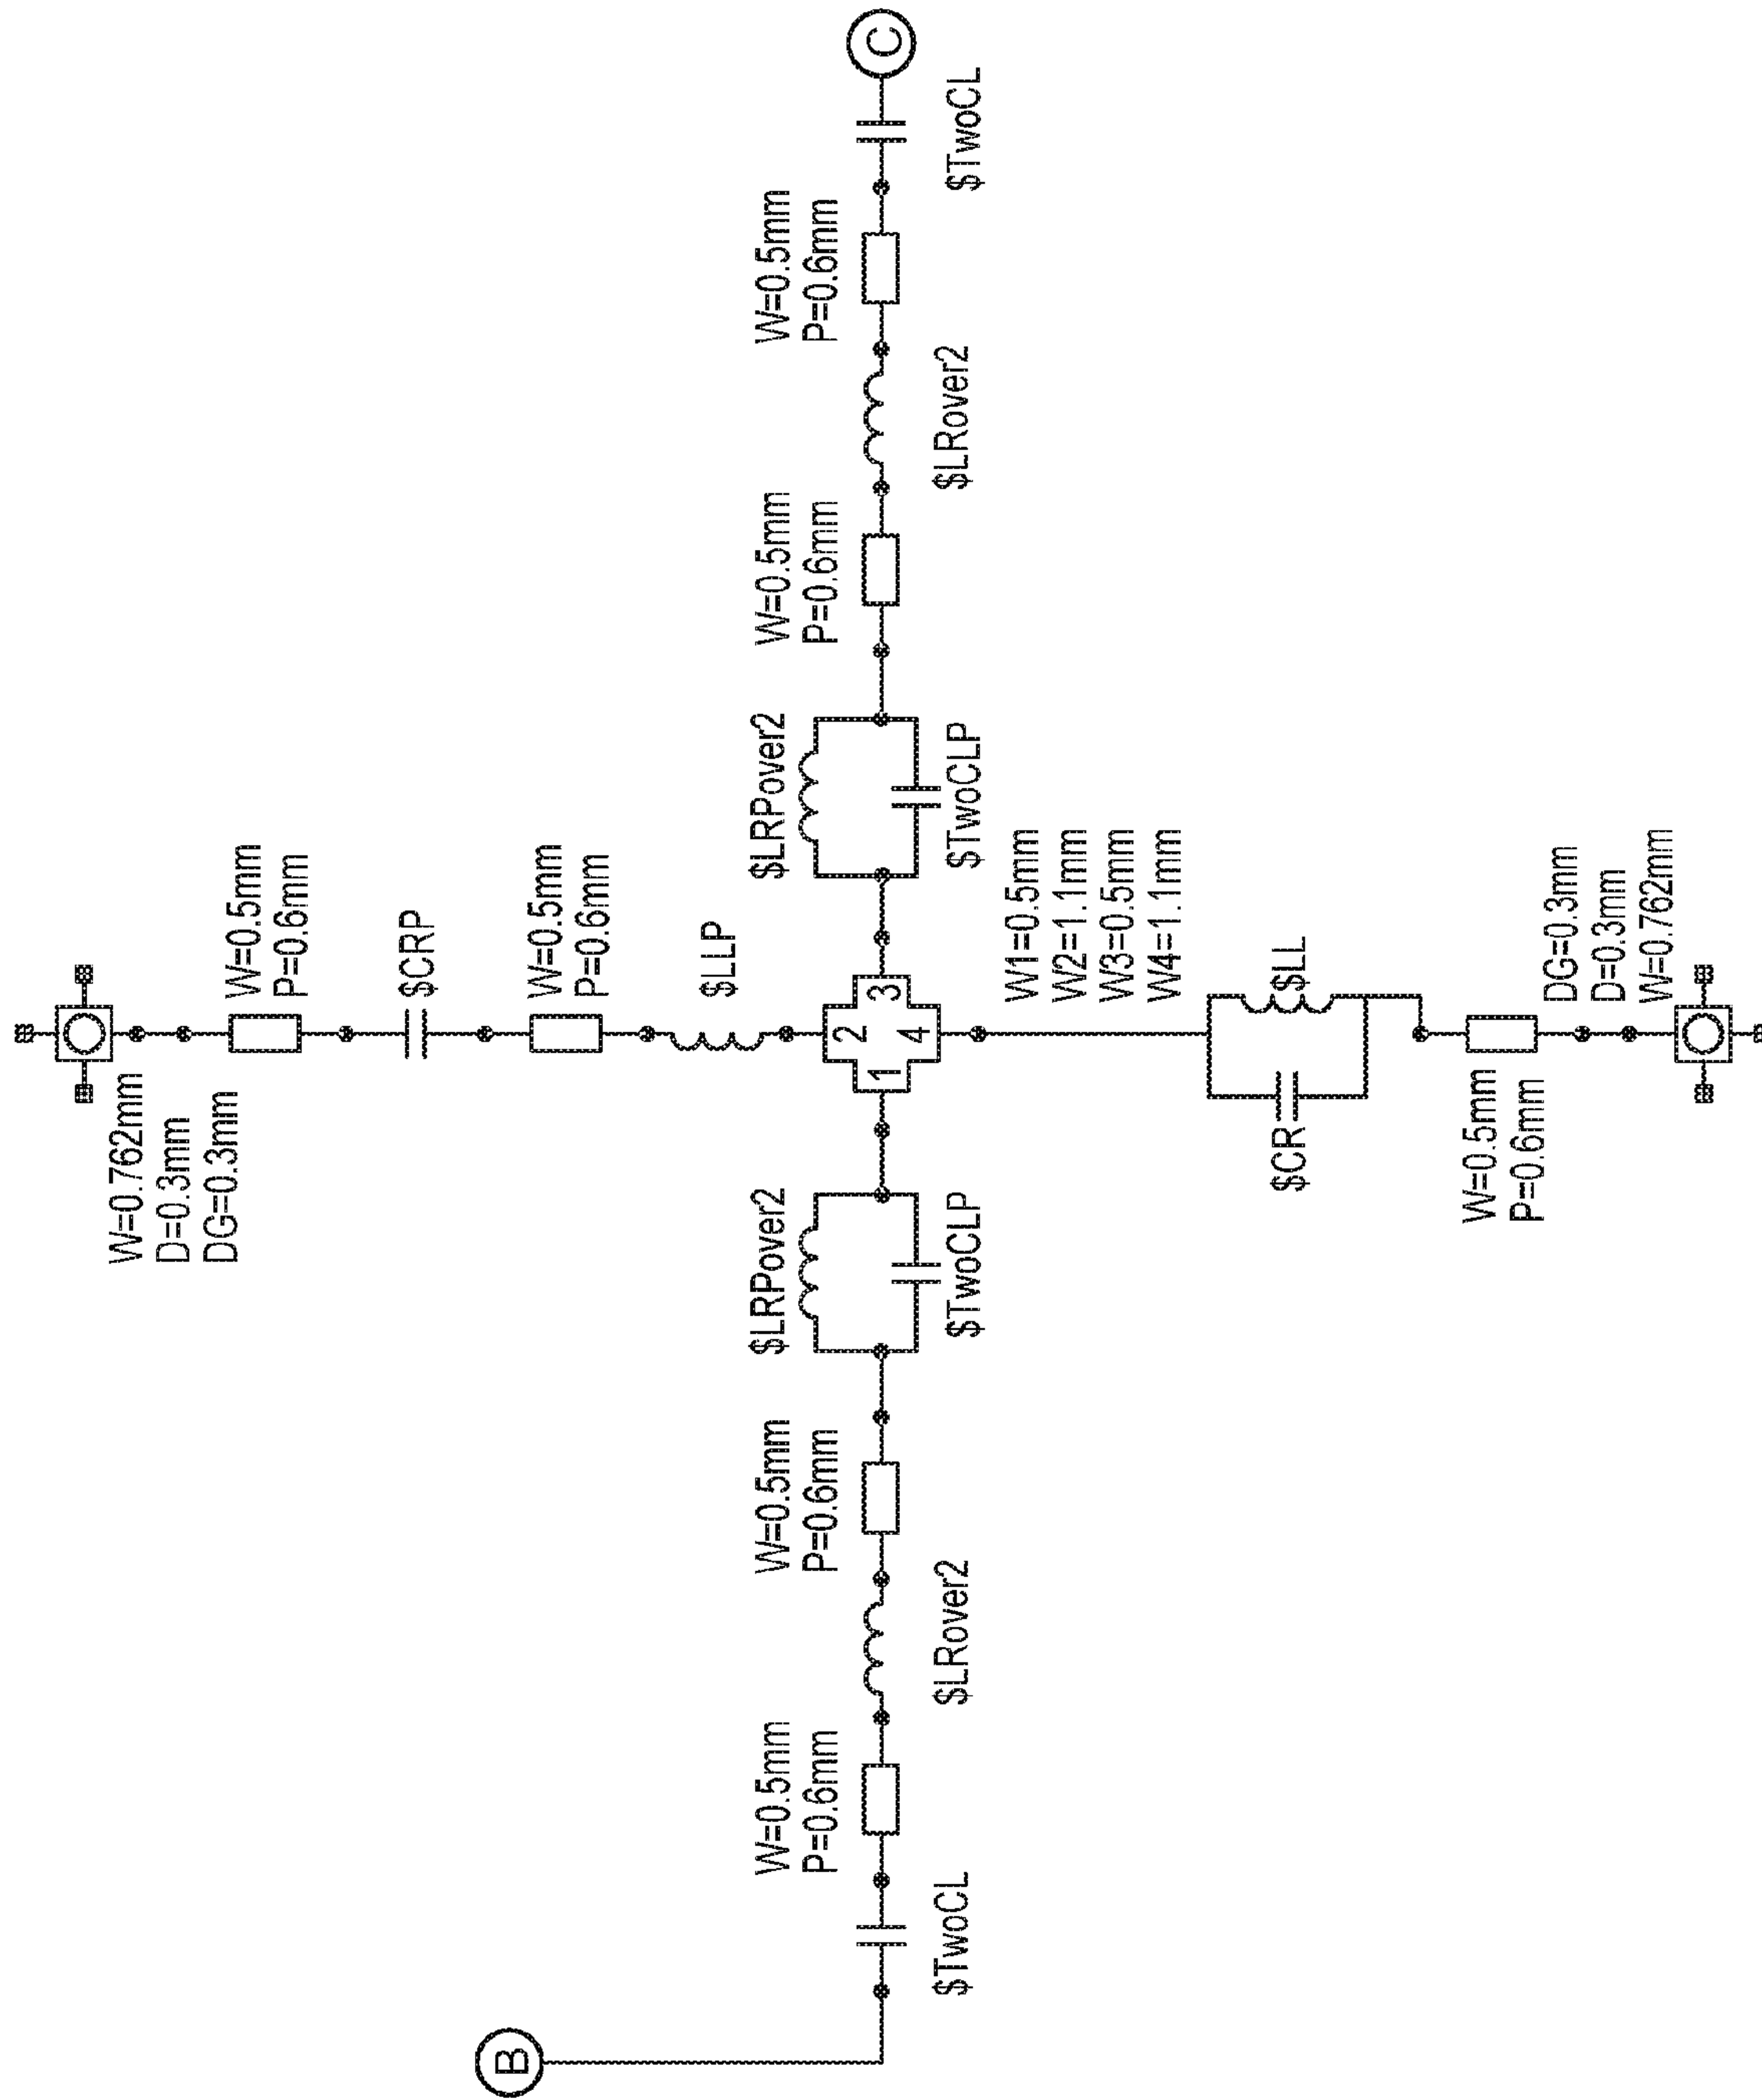 W=0.762mm
D=0.3mm
DG=0.3mm
W=0.5mm
P=0.6mm
$CRP
B
W=0.5mm
P=0.6mm
$LLP
W=0.5mm
P=0.6mm
W=0.5mm
P=0.6mm
$LRPover2
$LRPover2
W=0.5mm
P=0.6mm
W=0.5mm
P=0.6mm
2
1
3
4
C
$TwoCL
$LRover2
$TwoCLP
$TwoCLP
$LRover2
$TwoCL
W1=0.5mm
W2=1.1mm
W3=0.5mm
W4=1.1mm
$CR
$LL
W=0.5mm
P=0.6mm
DG=0.3mm
D=0.3mm
W=0.762mm